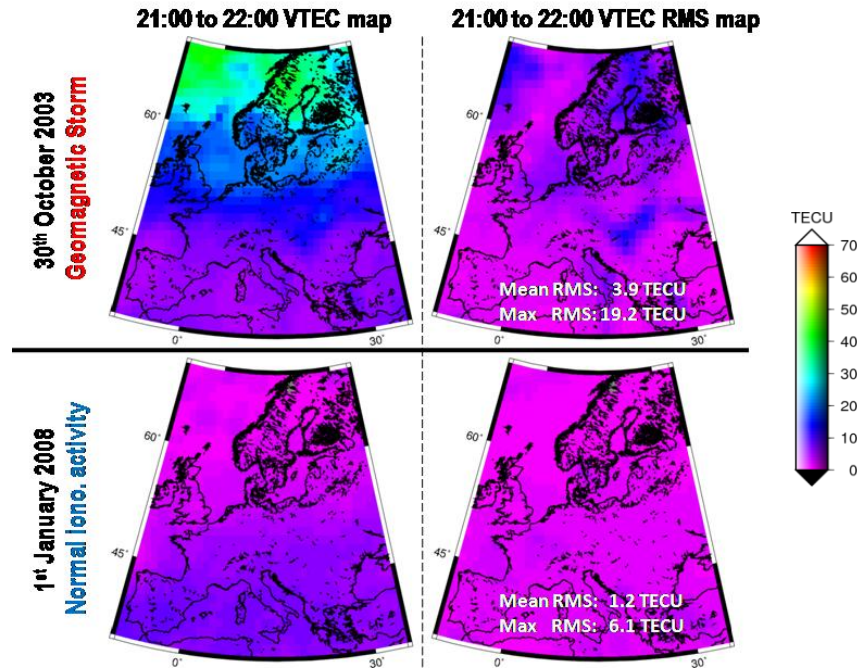 21:00 to 22:00 VTEC map
21:00 to 22:00 VTEC RMS map
30th October 2003
Geomagnetic Storm
60°
45°
0°
30°
60°
45°
Mean RMS: 3.9 TECU
Max RMS: 19.2 TECU
0°
30°
TECU
70
60
50
40
30
20
10
0
1st January 2008
Normal Iono. activity
60°
45°
0°
30°
60°
45°
Mean RMS: 1.2 TECU
Max RMS: 6.1 TECU
0°
30°